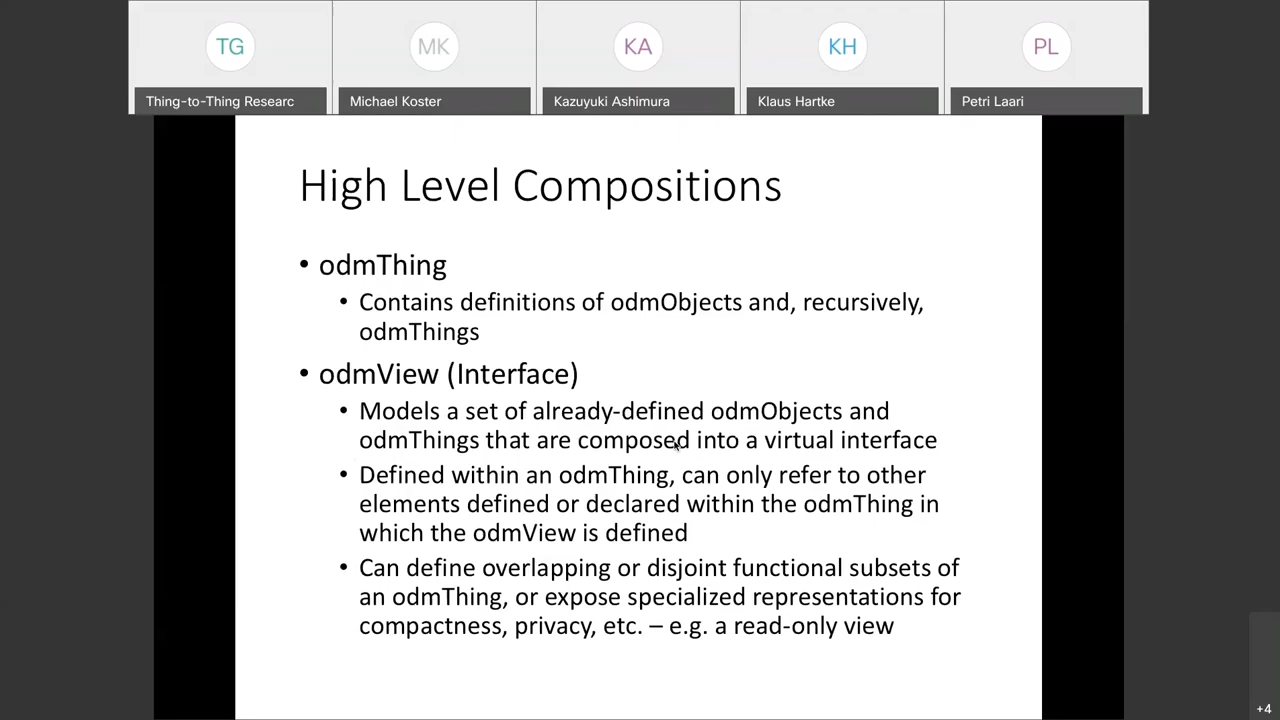 TG
MK
KA
KH
PL
Thing-to-Thing Researc
Michael Koster
Kazuyuki Ashimura
Klaus Hartke
Petri Laari
High Level Compositions
• odmThing
• Contains definitions of odmObjects and, recursively,
odmThings
• odmView (Interface)
• Models a set of already-defined odmObjects and
odmThings that are composed into a virtual interface
• Defined within an odmThing, can only refer to other
elements defined or declared within the odmThing in
which the odmView is defined
• Can define overlapping or disjoint functional subsets of
an odmThing, or expose specialized representations for
compactness, privacy, etc. – e.g. a read-only view
+4